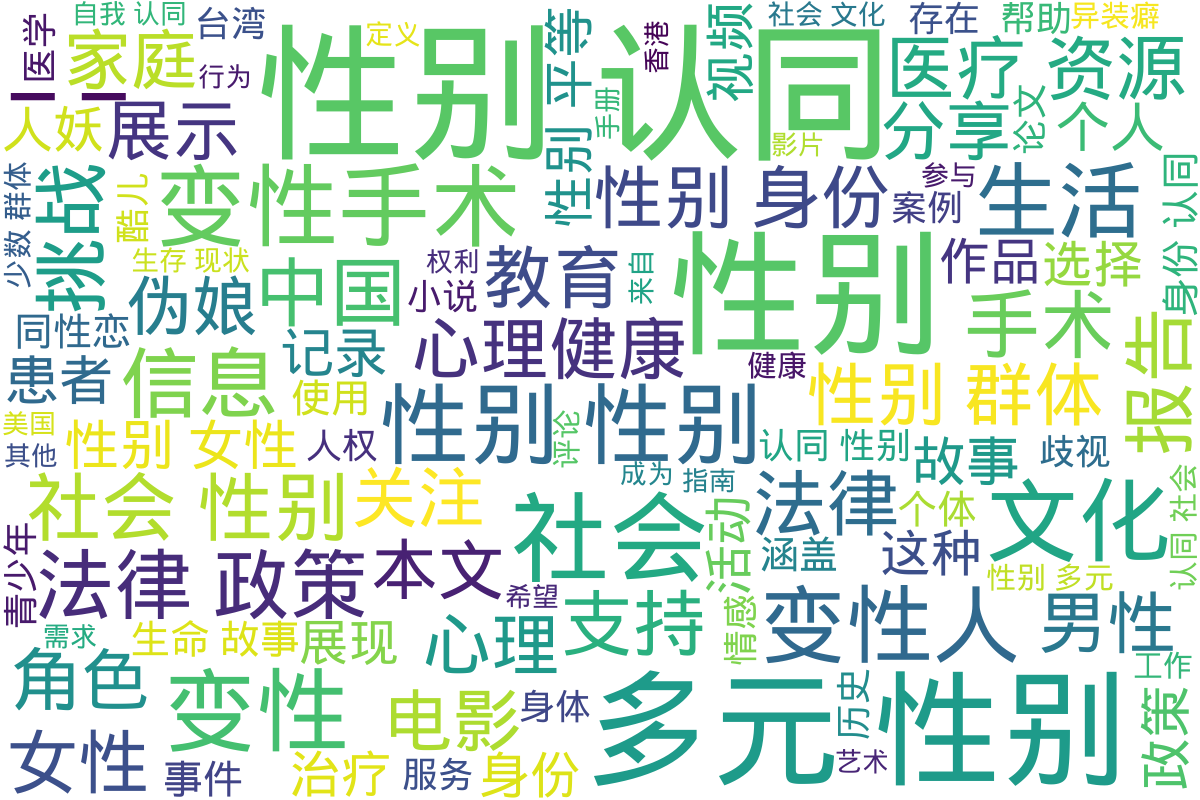 自我 认同
台湾
定义
性别 认同
平等 性别
视频
社会 文化
存在
帮助
异装癖
医学
家庭
行为
香港
医疗 资源
人妖
展示
手册
影片
分享
论文
个人
少数 群体
挑战
酷儿
变性手术
性别 身份
参与
案例
生活
身份 认同
生存 现状
中国
权利
教育
来自
性别
作品
选择
伪娘
小说
手术
同性恋
记录
心理健康
健康
报告
患者
信息
使用
性别 性别
性别 群体
美国
其他
性别 女性
人权
评论
认同 性别
故事
歧视
成为
指南
社会 性别
关注
社会
活动
法律
个体
文化
认同 社会
青少年
法律 政策
本文
涵盖
这种
性别 多元
希望
需求
生命 故事
展现
心理
支持
情感
变性人
男性
角色
变性
电影
身体
多元 性别
历史
工作
政策
女性
事件
治疗
服务
身份
艺术